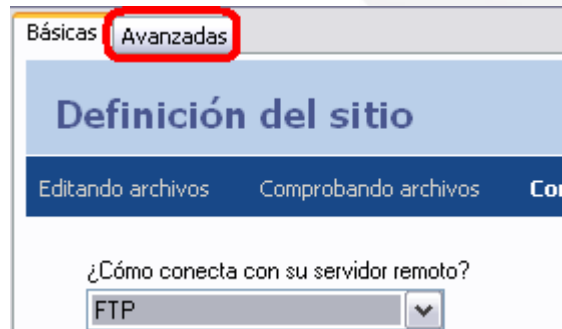 Básicas Avanzadas
Definición del sitio
Editando archivos Comprobando archivos
¿Cómo conecta con su servidor remoto?
FTP